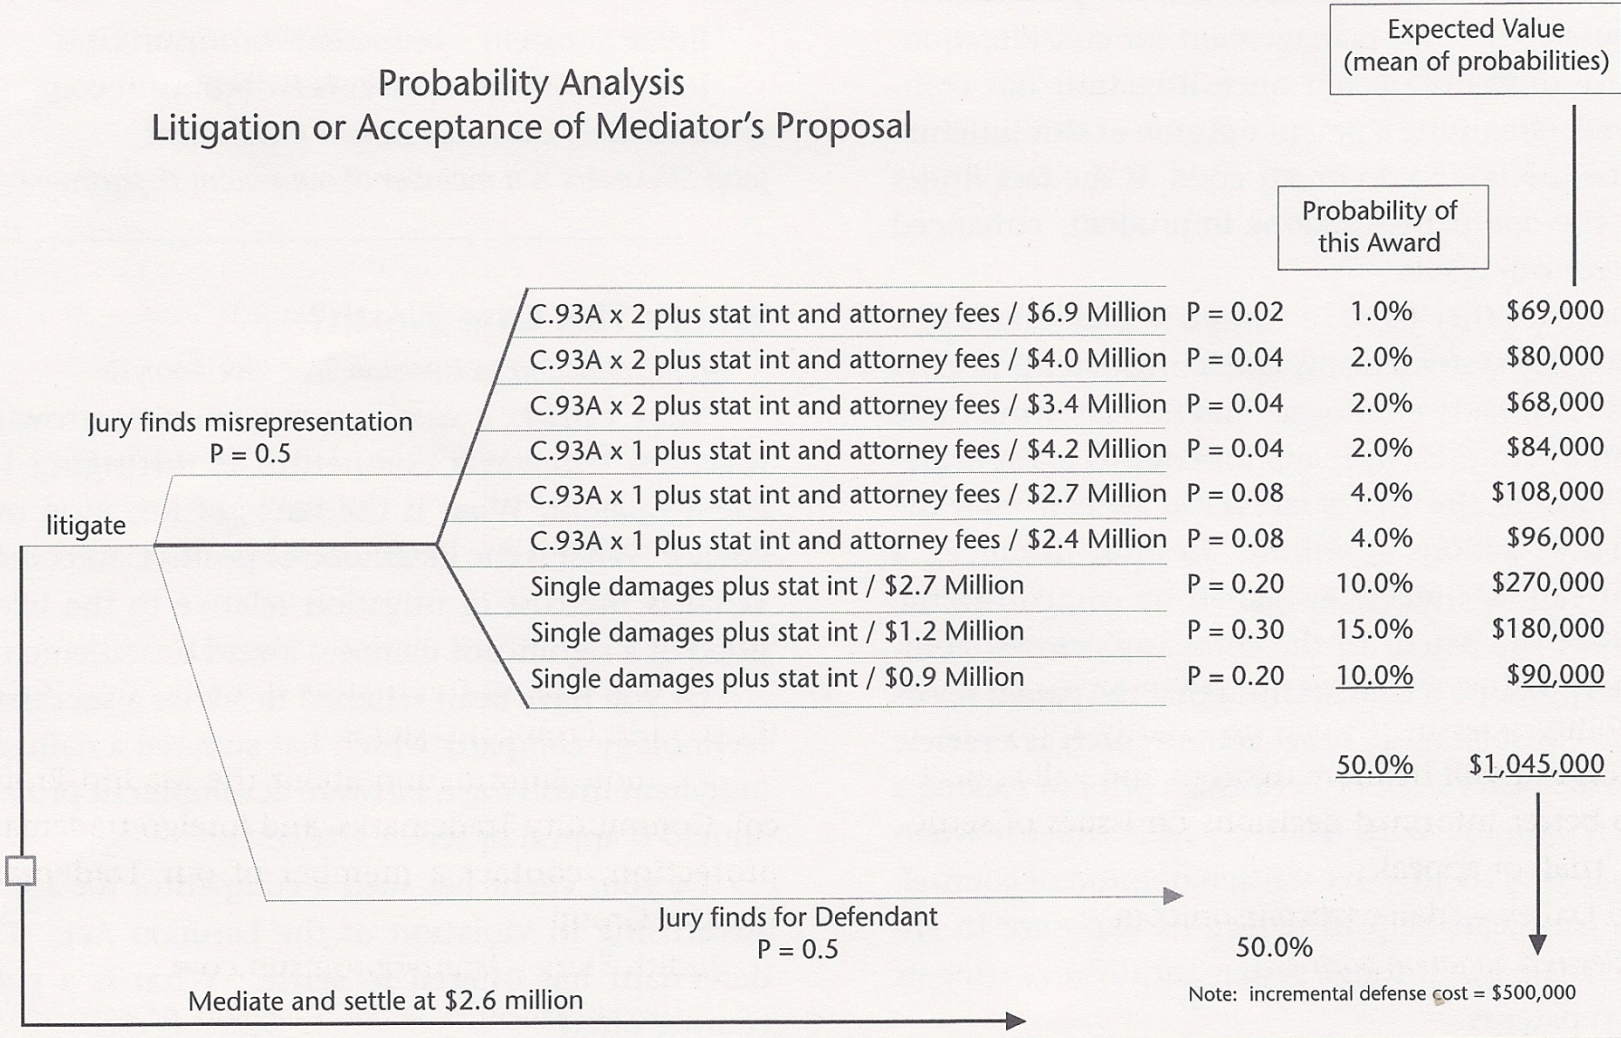 Expected Value
(mean of probabilities)
Probability Analysis
Litigation or Acceptance of Mediator's Proposal
Probability of
this Award
C.93A x 2 plus stat int and attorney fees / $6.9 Million P = 0.02 1.0% $69,000
C.93A x 2 plus stat int and attorney fees / $4.0 Million P = 0.04 2.0% $80,000
C.93A x 2 plus stat int and attorney fees / $3.4 Million P = 0.04 2.0% $68,000
Jury finds misrepresentation
P = 0.5
C.93A x 1 plus stat int and attorney fees / $4.2 Million P = 0.04 2.0% $84,000
C.93A x 1 plus stat int and attorney fees / $2.7 Million P = 0.08 4.0% $108,000
litigate
C.93A x 1 plus stat int and attorney fees / $2.4 Million P = 0.08 4.0% $96,000
Single damages plus stat int / $2.7 Million P = 0.20 10.0% $270,000
Single damages plus stat int / $1.2 Million P = 0.30 15.0% $180,000
Single damages plus stat int / $0.9 Million P = 0.20 10.0% $90,000
50.0% $1,045,000
Jury finds for Defendant
P = 0.5
50.0%
Mediate and settle at $2.6 million
Note: incremental defense cost = $500,000